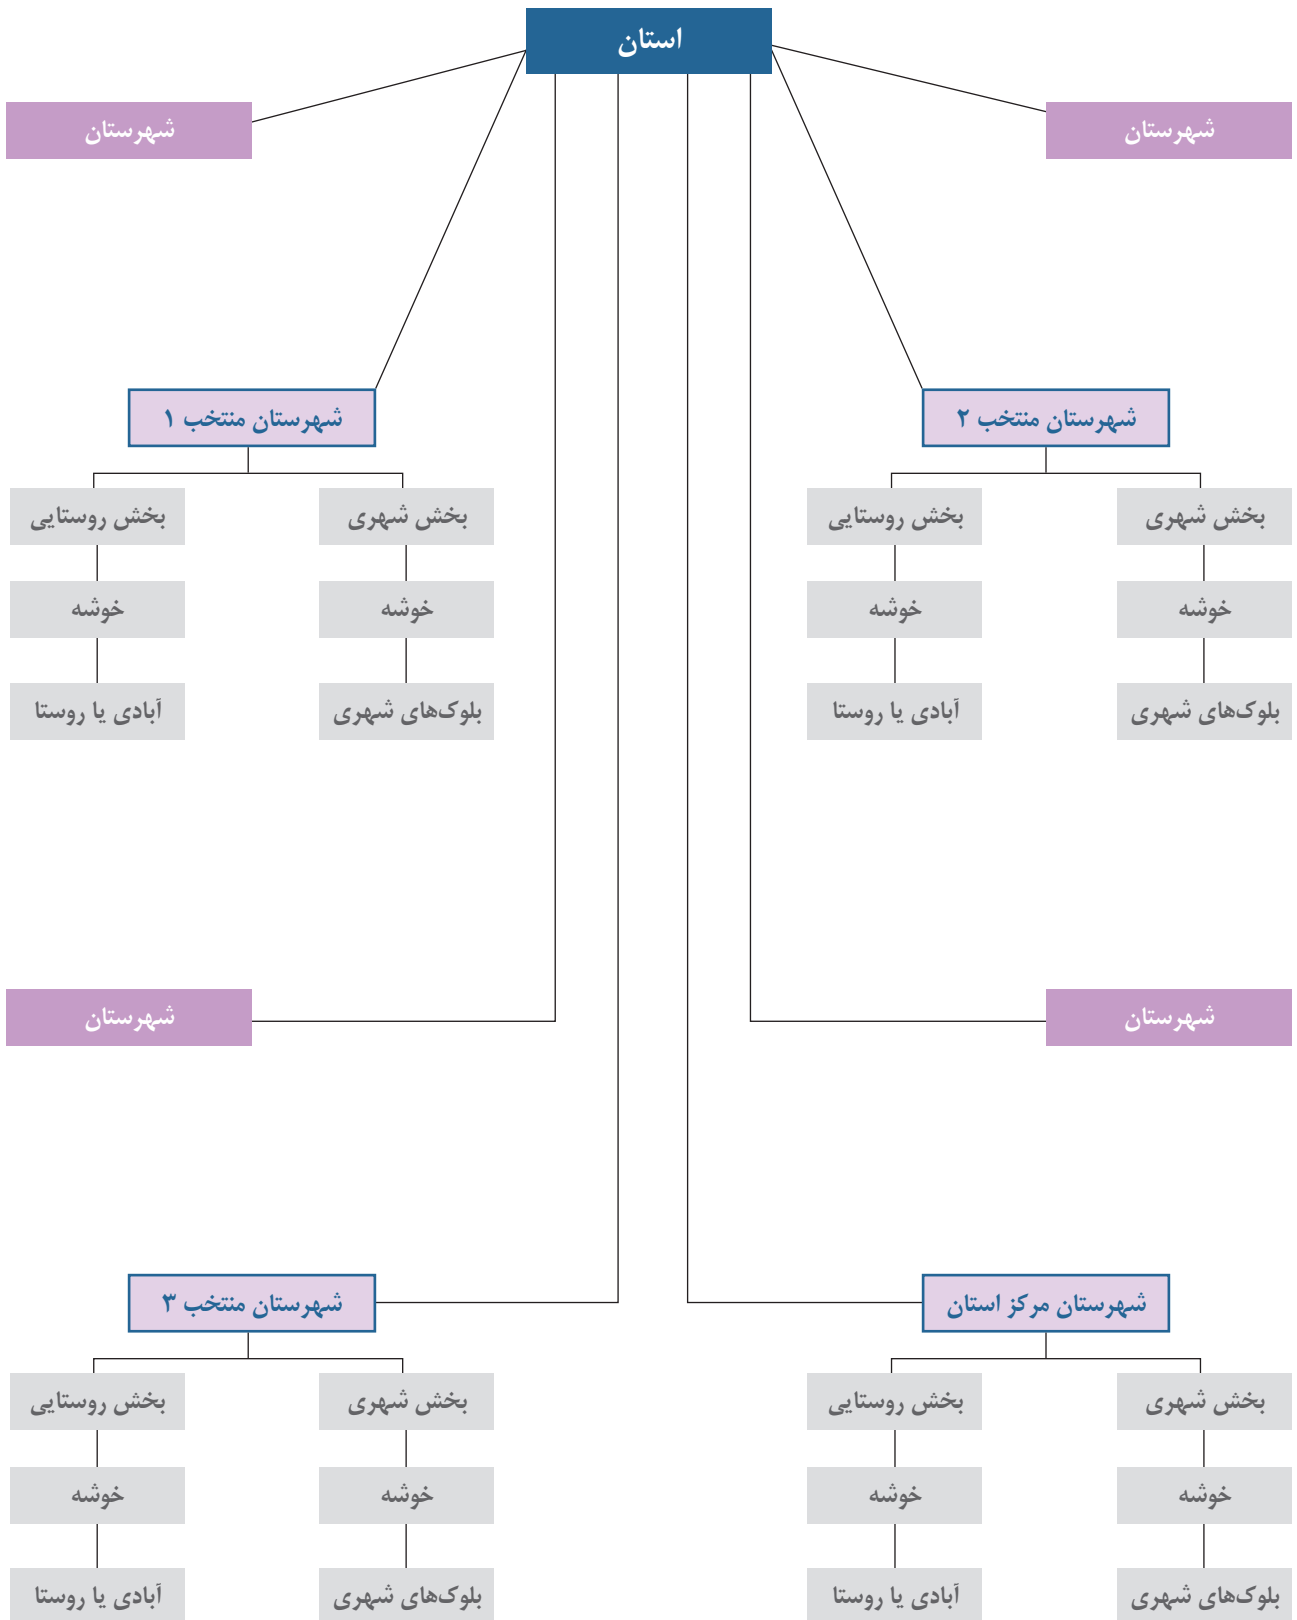 استان
شهرستان
شهرستان
شهرستان منتخب ۲
شهرستان منتخب ۱
بخش شهری
بخش روستایی
بخش شهری
بخش روستایی
خوشه
خوشه
خوشه
خوشه
بلوک‌های شهری
آبادی یا روستا
بلوک‌های شهری
آبادی یا روستا
شهرستان
شهرستان
شهرستان مرکز استان
شهرستان منتخب ۳
بخش شهری
بخش روستایی
بخش شهری
بخش روستایی
خوشه
خوشه
خوشه
خوشه
بلوک‌های شهری
آبادی یا روستا
بلوک‌های شهری
آبادی یا روستا